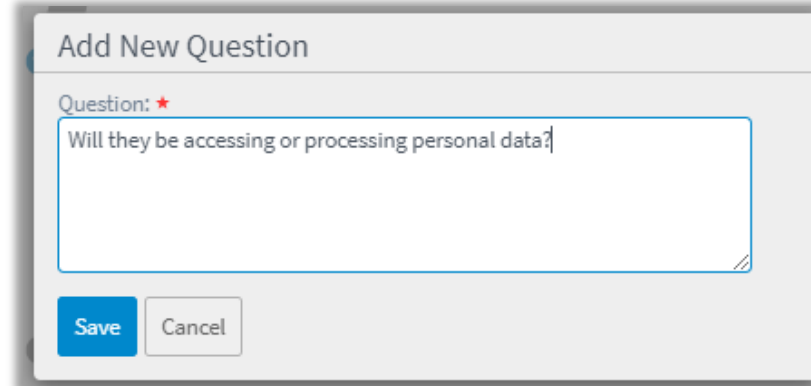 Add New Question
Question: *
Will they be accessing or processing personal data?
Save
Cancel